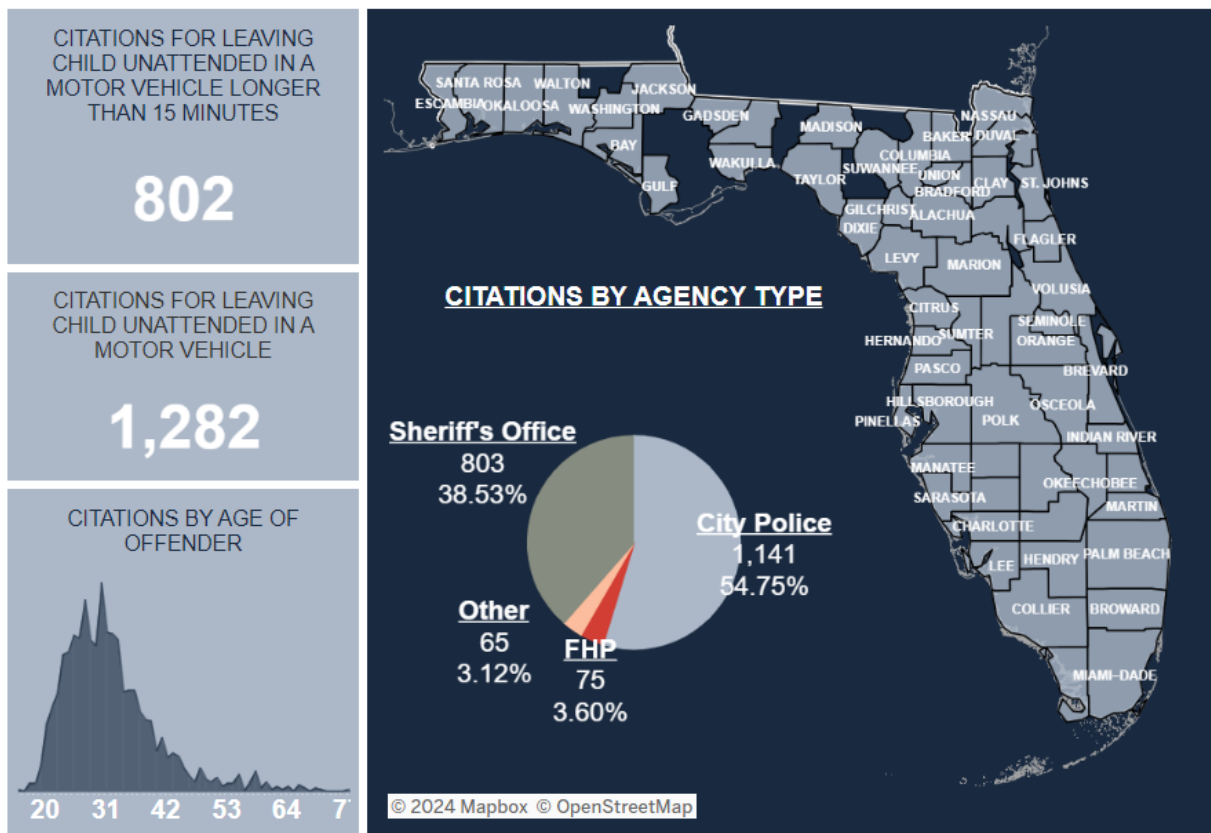 CITATIONS FOR LEAVING
CHILD UNATTENDED IN A
MOTOR VEHICLE LONGER
THAN 15 MINUTES
802
CITATIONS FOR LEAVING
CHILD UNATTENDED IN A
MOTOR VEHICLE
1,282
CITATIONS BY AGE OF
OFFENDER
20 31 42 53 64 7
CITATIONS BY AGENCY TYPE
Sheriff's Office
803
38.53%
City Police
1,141
54.75%
Other
65
3.12%
FHP
75
3.60%
SANTA ROSA
WALTON
JACKSON
ESCAMBIA
OKALOOSA
WASHINGTON
GADSDEN
MADISON
NASSAU
BAKER
DUVAL
BAY
WAKULLA
COLUMBIA
SUWANNEE
TAYLOR
UNION
CLAY
ST. JOHNS
GULF
BRADFORD
GILCHRIST
ALACHUA
DIXIE
FLAGLER
LEVY
MARION
VOLUSIA
CITRUS
SEMINOLE
SUMTER
HERNANDO
ORANGE
PASCO
BREVARD
HILLSBOROUGH
OSCEOLA
PINELLAS
POLK
INDIAN RIVER
MANATEE
OKEECHOBEE
SARASOTA
MARTIN
CHARLOTTE
PALM BEACH
LEE
HENDRY
COLLIER
BROWARD
MIAMI-DADE
© 2024 Mapbox © OpenStreetMap